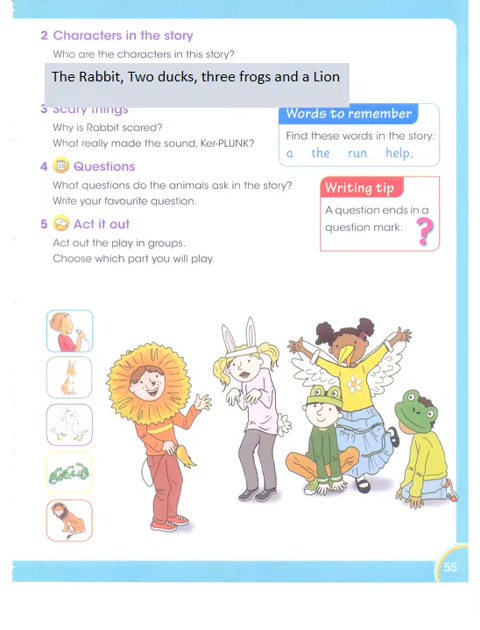 2 Characters in the story
Who are the characters in this story?
The Rabbit, Two ducks, three frogs and a Lion
3 Scary things
Why is Rabbit scared?
What really made the sound, Ker-PLUNK?
Words to remember
Find these words in the story:
a the run help.
4 Questions
What questions do the animals ask in the story?
Write your favourite question.
Writing tip
A question ends in a
question mark.
?
5 Act it out
Act out the play in groups.
Choose which part you will play.
55